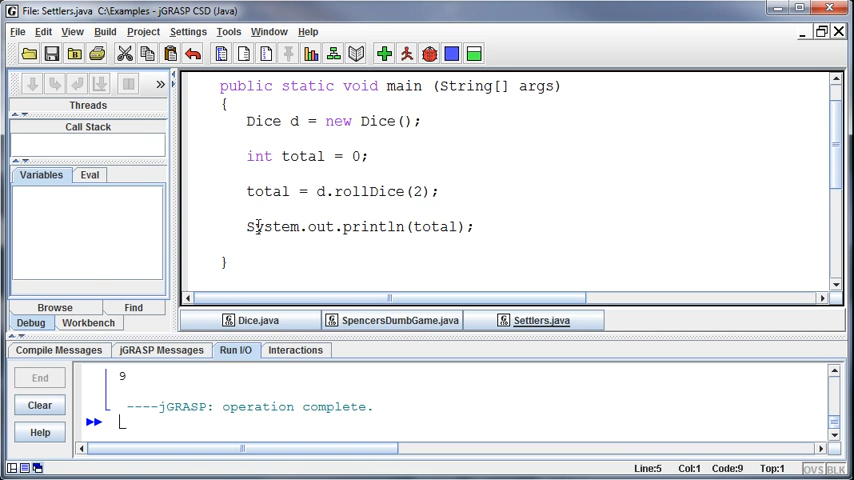 File: Settlers.java  C:\Examples - jGRASP CSD (Java)
File Edit View Build Project Settings Tools Window Help
Threads
Call Stack
Variables Eval
Browse Find
Debug Workbench
public static void main (String[] args)
{
Dice d = new Dice();
int total = 0;
total = d.rollDice(2);
System.out.println(total);
}
Dice.java SpencersDumbGame.java Settlers.java
Compile Messages jGRASP Messages Run I/O Interactions
End
Clear
Help
9
----jGRASP: operation complete.
Line:5 Col:1 Code:9 Top:1 OVS BLK